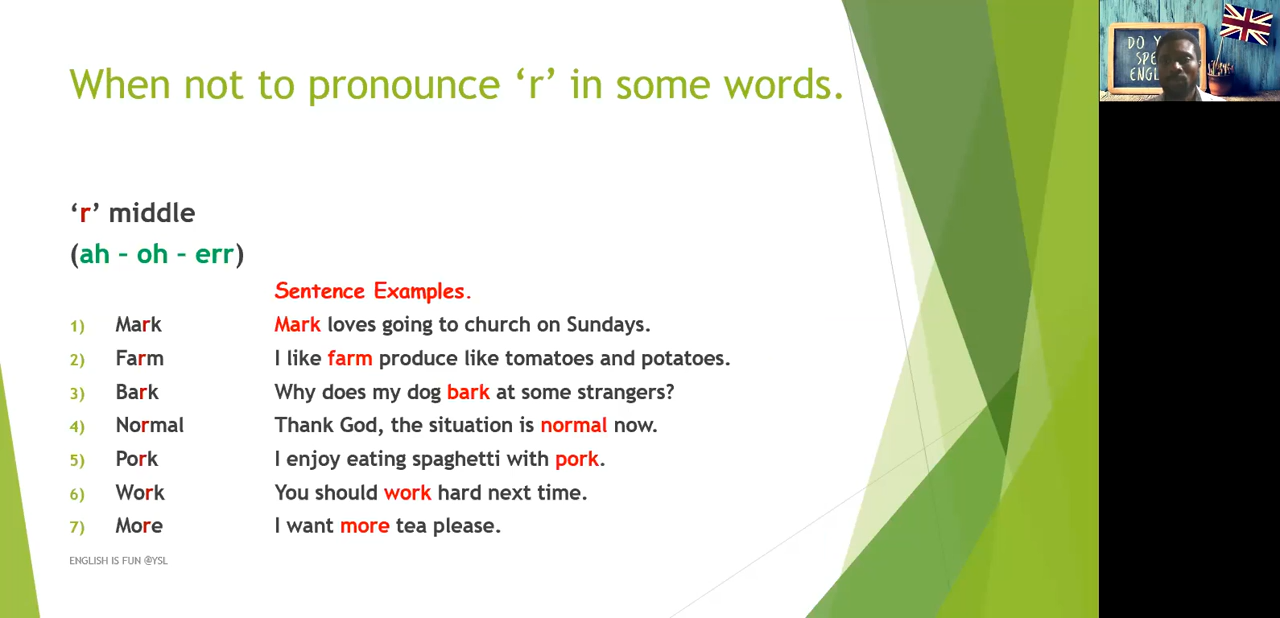 When not to pronounce ‘r’ in some words.
DO Y
SPE
ENGL
‘r’ middle
(ah – oh – err)
Sentence Examples.
1) Mark Mark loves going to church on Sundays.
2) Farm I like farm produce like tomatoes and potatoes.
3) Bark Why does my dog bark at some strangers?
4) Normal Thank God, the situation is normal now.
5) Pork I enjoy eating spaghetti with pork.
6) Work You should work hard next time.
7) More I want more tea please.
ENGLISH IS FUN @YSL